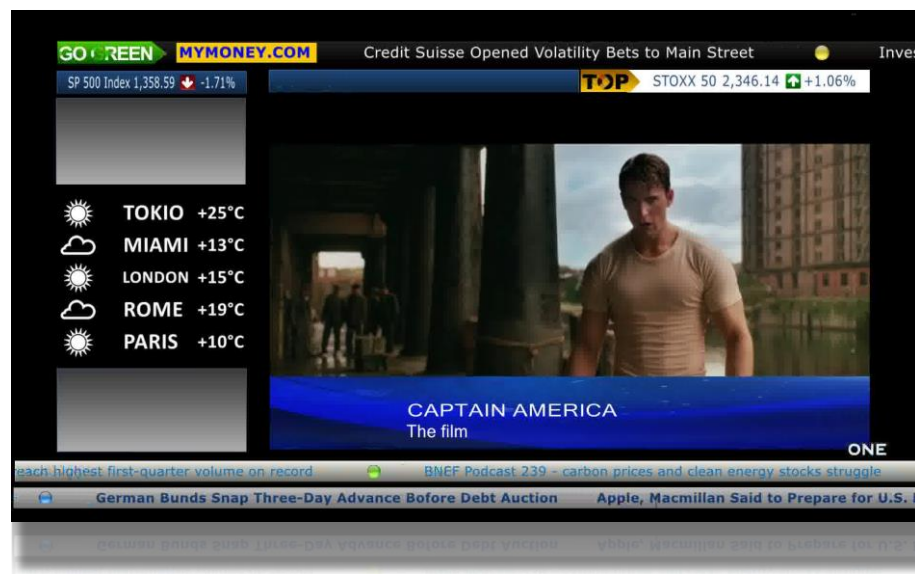 GO GREEN MYMONEY.COM Credit Suisse Opened Volatility Bets to Main Street Inves
SP 500 Index 1,358.59 -1.71%
TOP STOXX 50 2,346.14 +1.06%
TOKIO +25°C
MIAMI +13°C
LONDON +15°C
ROME +19°C
PARIS +10°C
CAPTAIN AMERICA
The film
ONE
each highest first-quarter volume on record BNEF Podcast 239 - carbon prices and clean energy stocks struggle
German Bunds Snap Three-Day Advance Bofore Debt Auction Apple, Macmillan Said to Prepare for U.S.